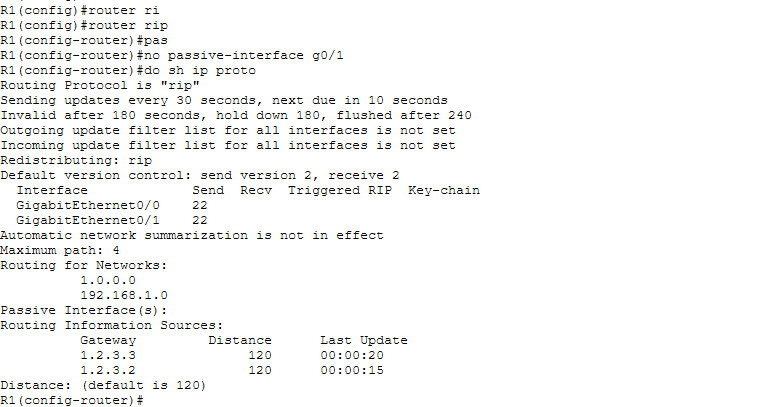 R1(config)#router ri
R1(config)#router rip
R1(config-router)#pas
R1(config-router)#no passive-interface g0/1
R1(config-router)#do sh ip proto
Routing Protocol is "rip"
Sending updates every 30 seconds, next due in 10 seconds
Invalid after 180 seconds, hold down 180, flushed after 240
Outgoing update filter list for all interfaces is not set
Incoming update filter list for all interfaces is not set
Redistributing: rip
Default version control: send version 2, receive 2
  Interface             Send  Recv  Triggered RIP  Key-chain
  GigabitEthernet0/0    22
  GigabitEthernet0/1    22
Automatic network summarization is not in effect
Maximum path: 4
Routing for Networks:
          1.0.0.0
          192.168.1.0
Passive Interface(s):
Routing Information Sources:
          Gateway         Distance      Last Update
          1.2.3.3              120      00:00:20
          1.2.3.2              120      00:00:15
Distance: (default is 120)
R1(config-router)#